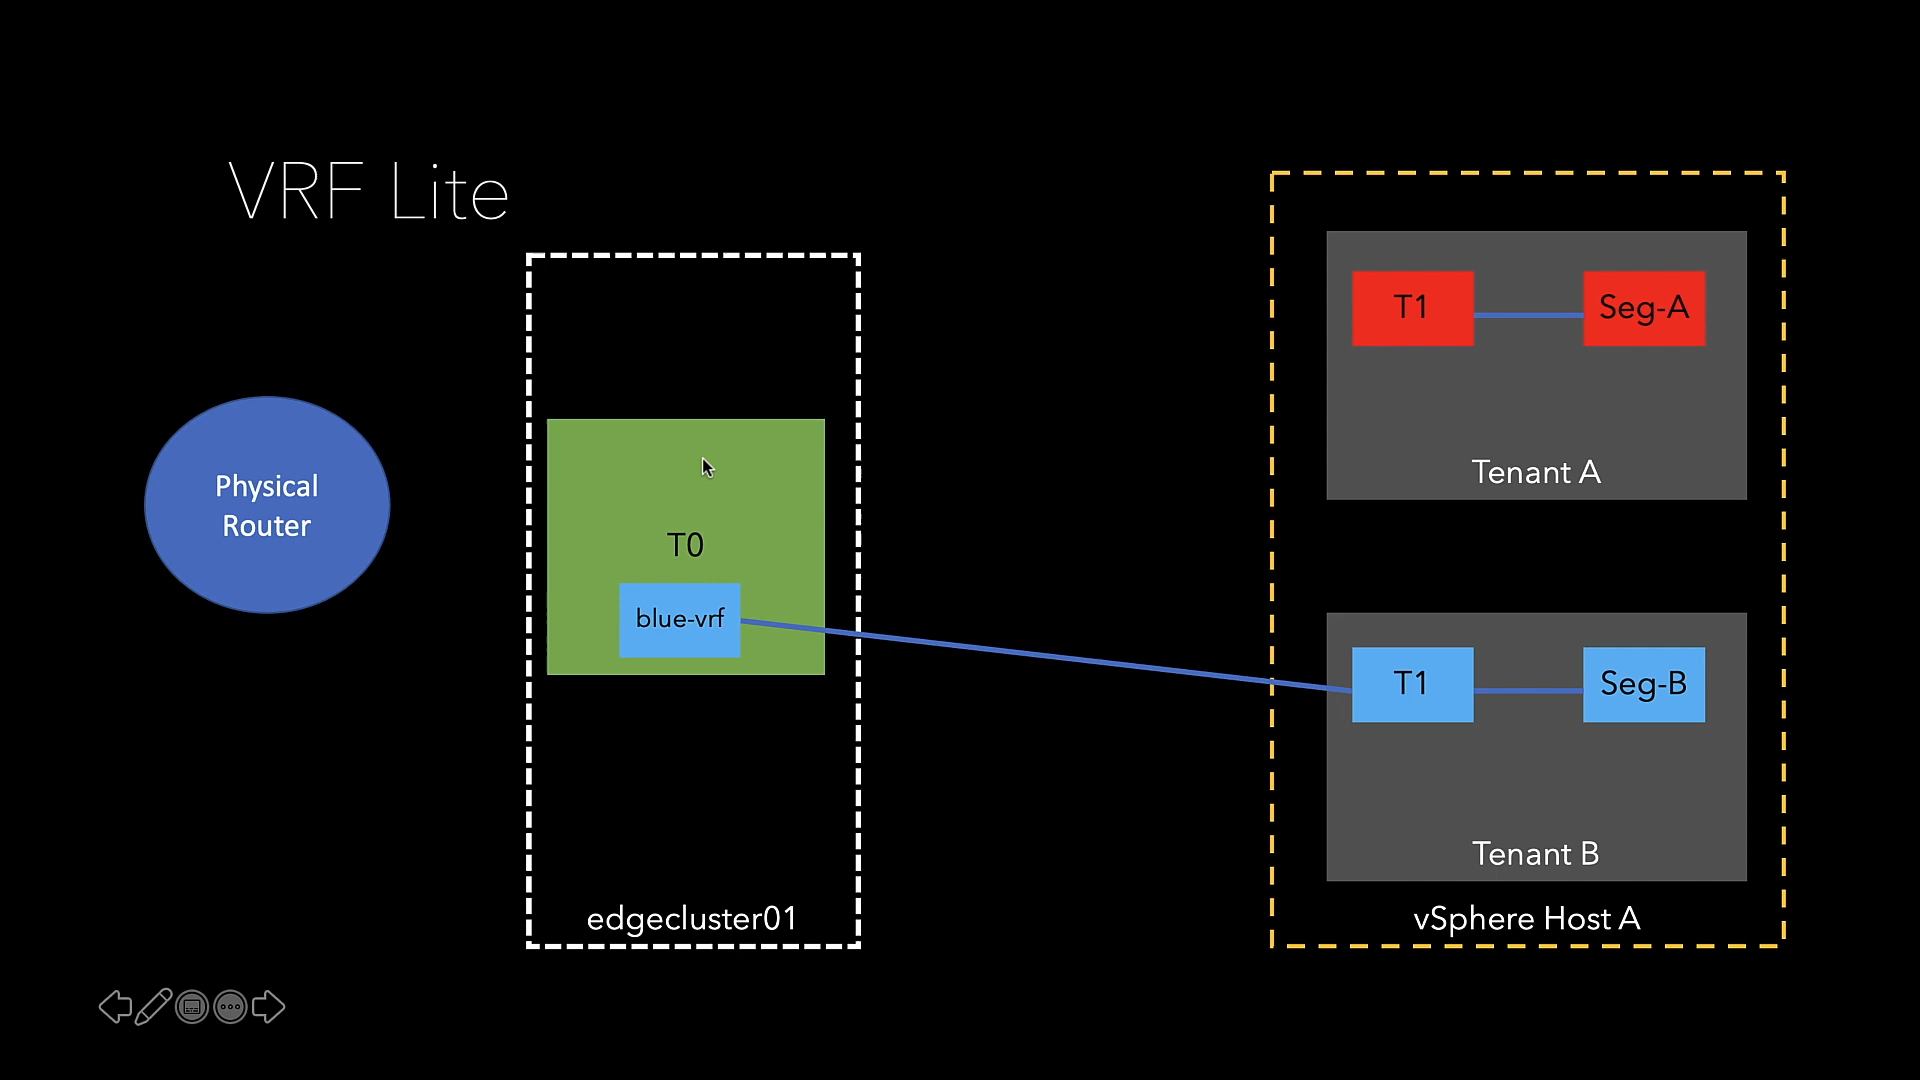 VRF Lite
Physical
Router
T0
blue-vrf
edgecluster01
T1
Seg-A
Tenant A
T1
Seg-B
Tenant B
vSphere Host A